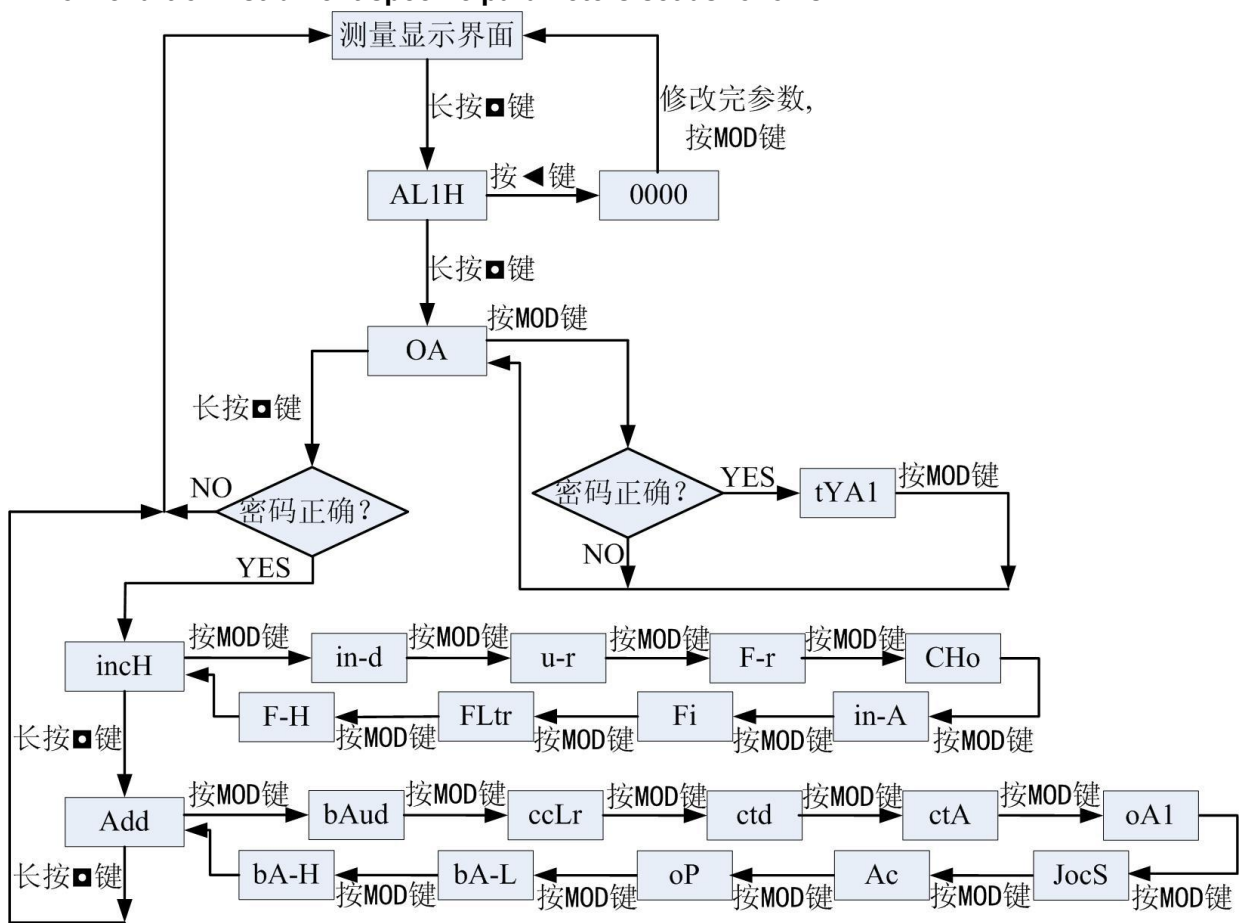 测量显示界面
长按◘键
修改完参数,
按MOD键
AL1H
按◀键
0000
长按◘键
OA
按MOD键
长按◘键
密码正确?
NO
YES
密码正确?
YES
NO
tYA1
按MOD键
incH
按MOD键
in-d
按MOD键
u-r
按MOD键
F-r
按MOD键
CHo
F-H
按MOD键
FLtr
按MOD键
Fi
按MOD键
in-A
按MOD键
长按◘键
Add
按MOD键
bAud
按MOD键
ccLr
按MOD键
ctd
按MOD键
ctA
按MOD键
oA1
长按◘键
bA-H
按MOD键
bA-L
按MOD键
oP
按MOD键
Ac
按MOD键
JocS
按MOD键